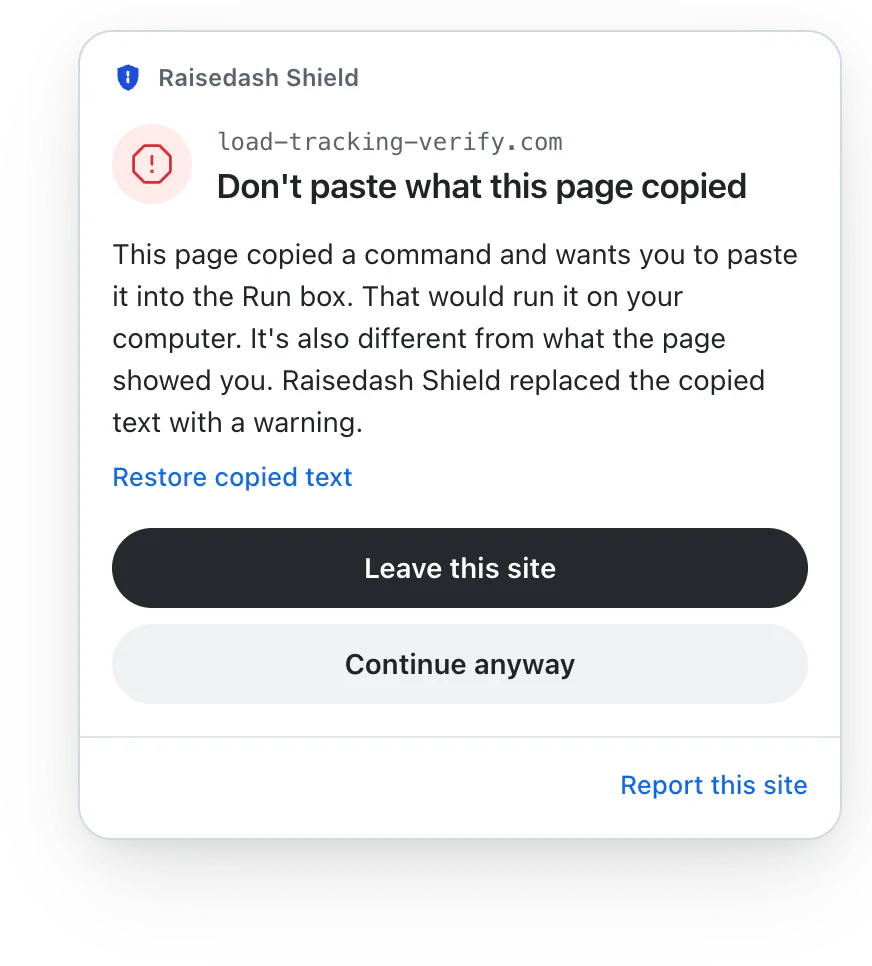 Raisedash Shield
load-tracking-verify.com
Don't paste what this page copied
This page copied a command and wants you to paste
it into the Run box. That would run it on your
computer. It's also different from what the page
showed you. Raisedash Shield replaced the copied
text with a warning.
Restore copied text
Leave this site
Continue anyway
Report this site